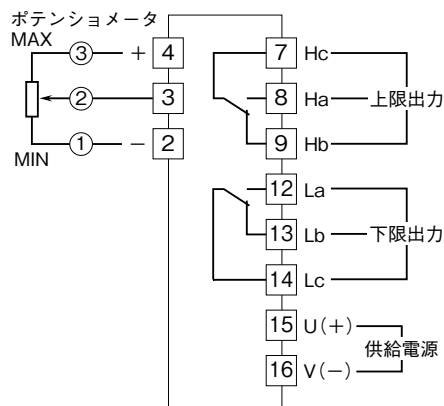 ポテンショメータ
MAX
③ + 4
② 3
① − 2
MIN
7 Hc
8 Ha 上限出力
9 Hb
12 La
13 Lb 下限出力
14 Lc
15 U(+)
供給電源
16 V(−)